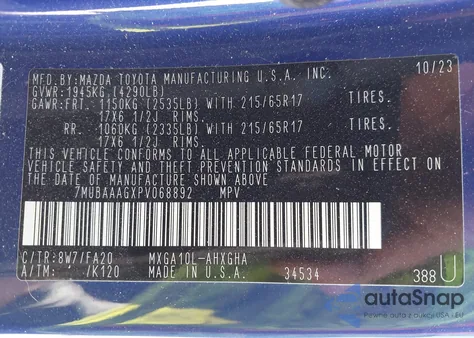 MFD.BY: MAZDA TOYOTA MANUFACTURING U.S.A. INC. 10/23
GVWR: 1945KG (4290LB)
GAWR: FRT. 1150KG (2535LB) WITH 215/65R17 TIRES.
17X6 1/2J RIMS.
RR. 1060KG (2335LB) WITH 215/65R17 TIRES.
17X6 1/2J RIMS.
THIS VEHICLE CONFORMS TO ALL APPLICABLE FEDERAL MOTOR
VEHICLE SAFETY AND THEFT PREVENTION STANDARDS IN EFFECT ON
THE DATE OF MANUFACTURE SHOWN ABOVE.
7MUBAAAGXPV068892 MPV
C/TR: 8W7/FA20 MXGA10L-AHXGHA
A/TM: /K120 MADE IN U.S.A. 34534 388U
autoSnap